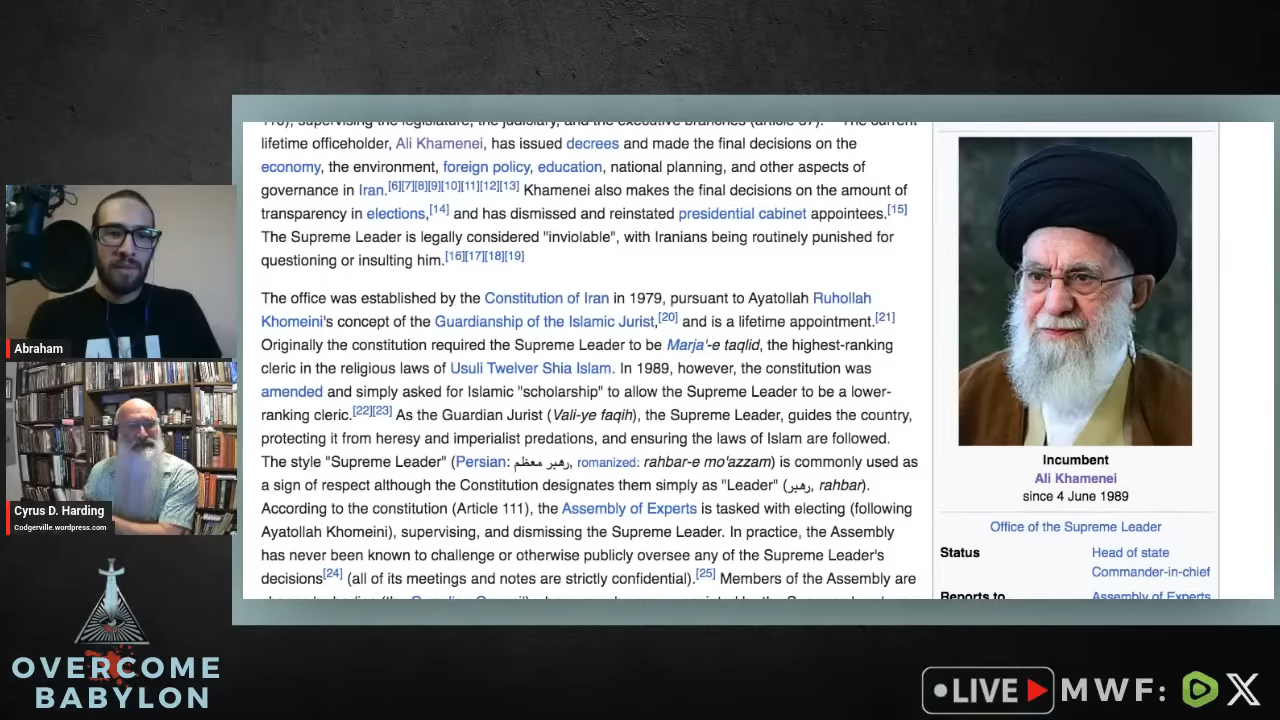 lifetime officeholder, Ali Khamenei, has issued decrees and made the final decisions on the
economy, the environment, foreign policy, education, national planning, and other aspects of
governance in Iran.[6][7][8][9][10][11][12][13] Khamenei also makes the final decisions on the amount of
transparency in elections,[14] and has dismissed and reinstated presidential cabinet appointees.[15]
The Supreme Leader is legally considered "inviolable", with Iranians being routinely punished for
questioning or insulting him.[16][17][18][19]
The office was established by the Constitution of Iran in 1979, pursuant to Ayatollah Ruhollah
Khomeini's concept of the Guardianship of the Islamic Jurist,[20] and is a lifetime appointment.[21]
Originally the constitution required the Supreme Leader to be Marja'-e taqlid, the highest-ranking
cleric in the religious laws of Usuli Twelver Shia Islam. In 1989, however, the constitution was
amended and simply asked for Islamic "scholarship" to allow the Supreme Leader to be a lower-
ranking cleric.[22][23] As the Guardian Jurist (Vali-ye faqih), the Supreme Leader, guides the country,
protecting it from heresy and imperialist predations, and ensuring the laws of Islam are followed.
The style "Supreme Leader" (Persian: رهبر معظم, romanized: rahbar-e mo'azzam) is commonly used as
a sign of respect although the Constitution designates them simply as "Leader" (رهبر, rahbar).
According to the constitution (Article 111), the Assembly of Experts is tasked with electing (following
Ayatollah Khomeini), supervising, and dismissing the Supreme Leader. In practice, the Assembly
has never been known to challenge or otherwise publicly oversee any of the Supreme Leader's
decisions[24] (all of its meetings and notes are strictly confidential).[25] Members of the Assembly are
Incumbent
Ali Khamenei
since 4 June 1989
Office of the Supreme Leader
Status Head of state
Commander-in-chief
Reports to Assembly of Experts
Abraham
Cyrus D. Harding
Codgerville.wordpress.com
OVERCOME
BABYLON
LIVE MWF: X